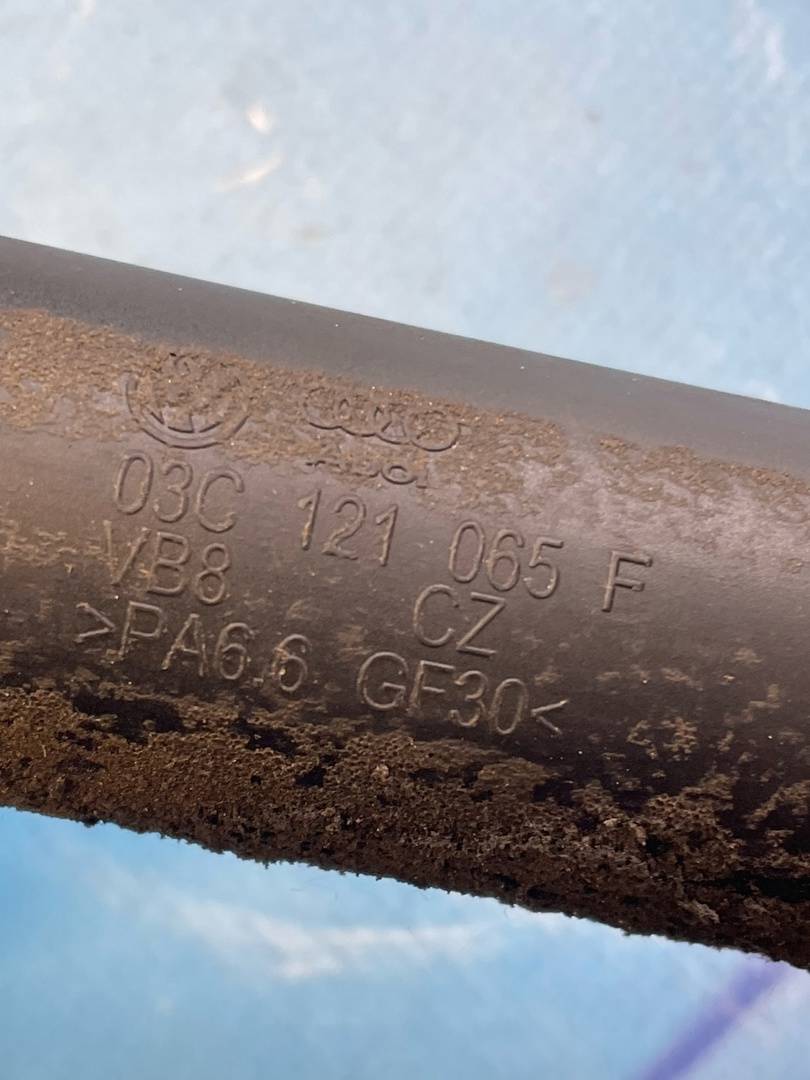 Audi
03C 121 065 F
VB8 CZ
>PA6.6 GF30<